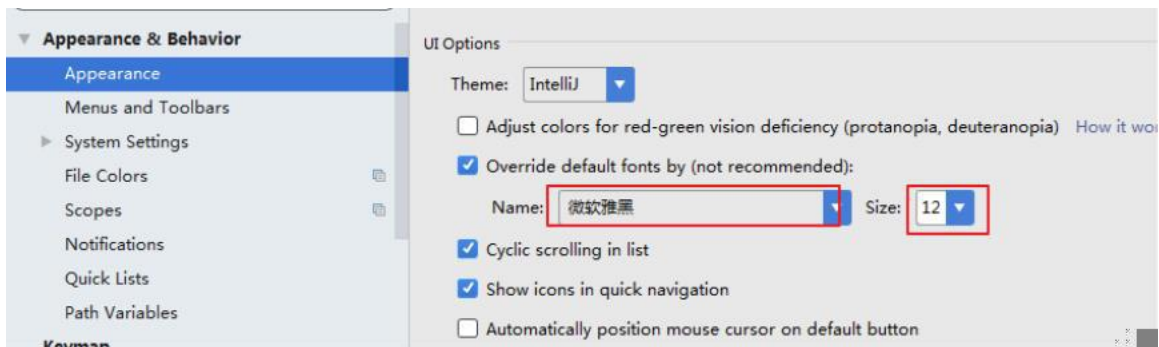 Appearance & Behavior
Appearance
Menus and Toolbars
System Settings
File Colors
Scopes
Notifications
Quick Lists
Path Variables
Keymap
UI Options
Theme: IntelliJ
Adjust colors for red-green vision deficiency (protanopia, deuteranopia) How it
Override default fonts by (not recommended):
Name: 微软雅黑 Size: 12
Cyclic scrolling in list
Show icons in quick navigation
Automatically position mouse cursor on default button